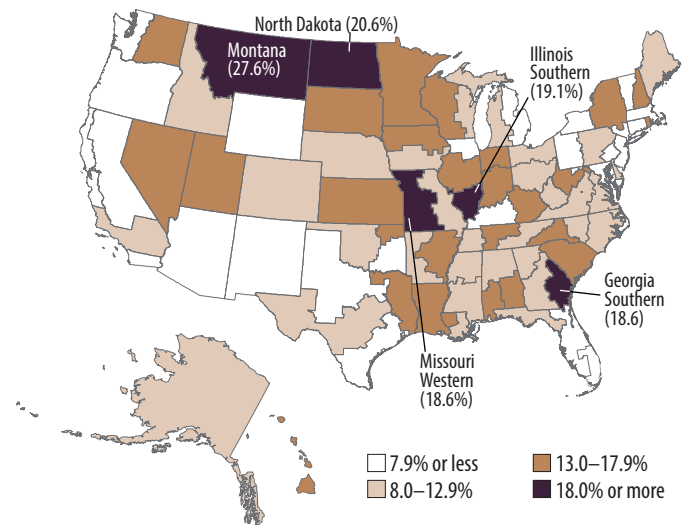 North Dakota (20.6%)
Montana
(27.6%)
Illinois
Southern
(19.1%)
Georgia
Southern
(18.6)
Missouri
Western
(18.6%)
7.9% or less
8.0–12.9%
13.0–17.9%
18.0% or more